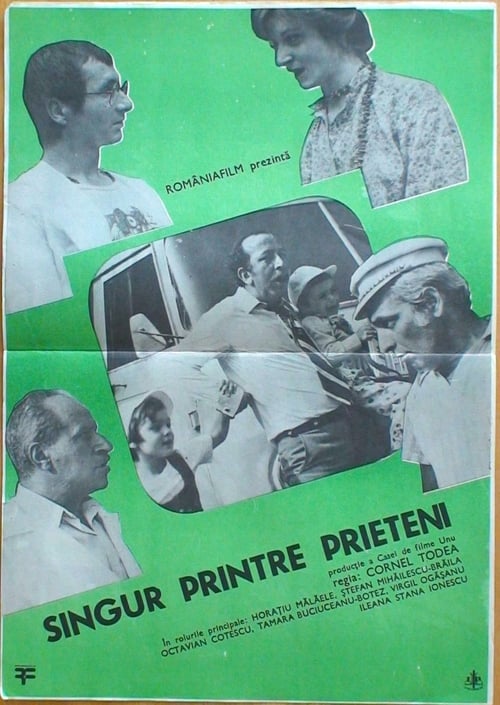 ROMÂNIAFILM prezintă
SINGUR PRINTRE PRIETENI
producție a Casei de filme Unu
regia: CORNEL TODEA
În rolurile principale: HORAȚIU MĂLĂELE, ȘTEFAN MIHĂILESCU-BRĂILA
OCTAVIAN COTESCU, TAMARA BUCIUCEANU-BOTEZ, VIRGIL OGĂȘANU
ILEANA STANA IONESCU